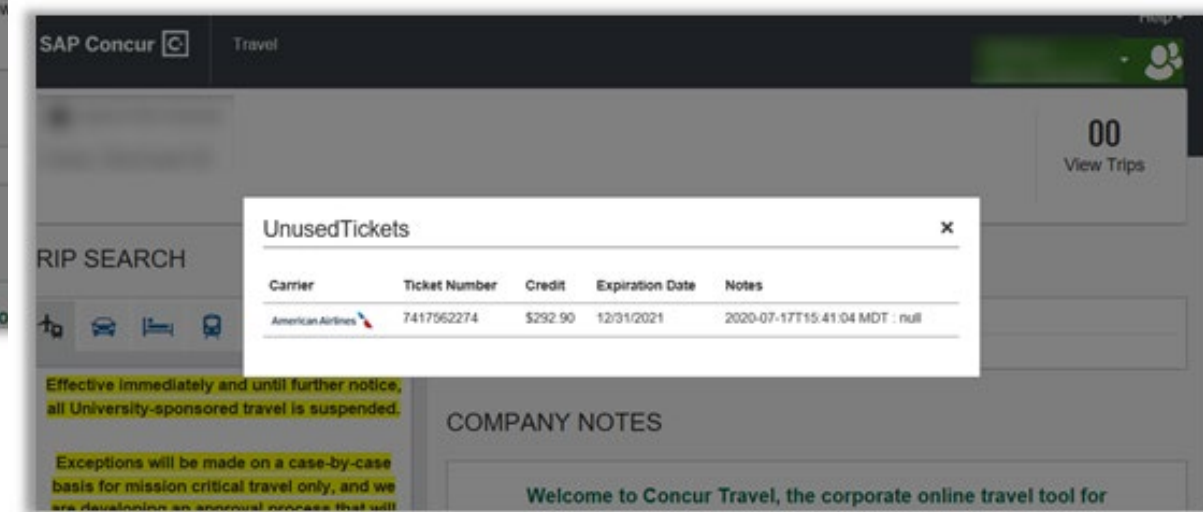 Help
SAP Concur C Travel
00
View Trips
UnusedTickets ×
Carrier Ticket Number Credit Expiration Date Notes
American Airlines 7417562274 $292.90 12/31/2021 2020-07-17T15:41:04 MDT : null
RIP SEARCH
Effective immediately and until further notice,
all University-sponsored travel is suspended.
Exceptions will be made on a case-by-case
basis for mission critical travel only, and we
are developing an approval process that will
COMPANY NOTES
Welcome to Concur Travel, the corporate online travel tool for